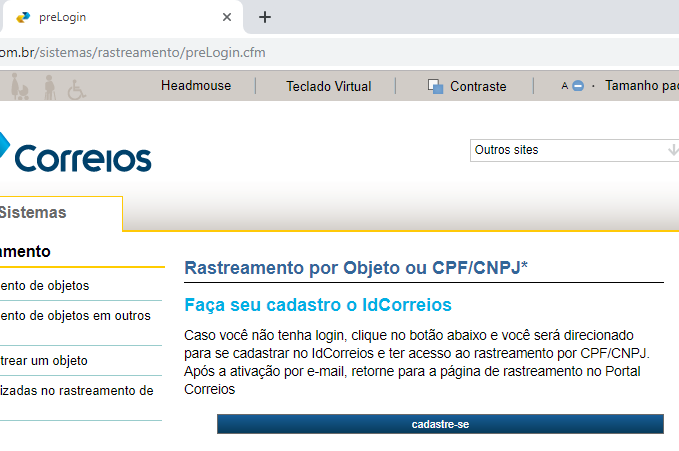 preLogin
om.br/sistemas/rastreamento/preLogin.cfm
Headmouse Teclado Virtual Contraste A · Tamanho pad
Correios
Outros sites
Sistemas
amento
Rastreamento por Objeto ou CPF/CNPJ*
ento de objetos
Faça seu cadastro o IdCorreios
ento de objetos em outros
Caso você não tenha login, clique no botão abaixo e você será direcionado
para se cadastrar no IdCorreios e ter acesso ao rastreamento por CPF/CNPJ.
Após a ativação por e-mail, retorne para a página de rastreamento no Portal
Correios
trear um objeto
izadas no rastreamento de
cadastre-se